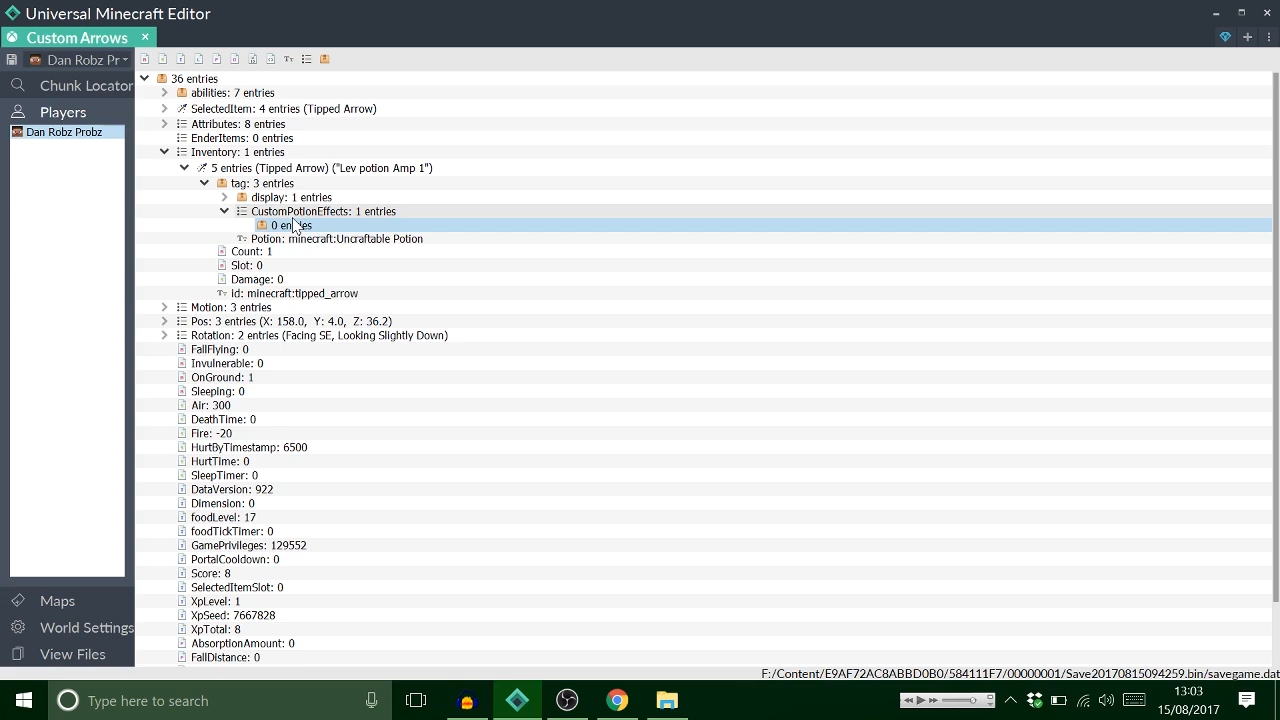 Universal Minecraft Editor
Custom Arrows
Dan Robz Pr
Chunk Locator
Players
Dan Robz Probz
Maps
World Settings
View Files
36 entries
abilities: 7 entries
SelectedItem: 4 entries (Tipped Arrow)
Attributes: 8 entries
EnderItems: 0 entries
Inventory: 1 entries
5 entries (Tipped Arrow) ("Lev potion Amp 1")
tag: 3 entries
display: 1 entries
CustomPotionEffects: 1 entries
0 entries
Potion: minecraft:Uncraftable Potion
Count: 1
Slot: 0
Damage: 0
id: minecraft:tipped_arrow
Motion: 3 entries
Pos: 3 entries (X: 158.0, Y: 4.0, Z: 36.2)
Rotation: 2 entries (Facing SE, Looking Slightly Down)
FallFlying: 0
Invulnerable: 0
OnGround: 1
Sleeping: 0
Air: 300
DeathTime: 0
Fire: -20
HurtByTimestamp: 6500
HurtTime: 0
SleepTimer: 0
DataVersion: 922
Dimension: 0
foodLevel: 17
foodTickTimer: 0
GamePrivileges: 129552
PortalCooldown: 0
Score: 8
SelectedItemSlot: 0
XpLevel: 1
XpSeed: 7667828
XpTotal: 8
AbsorptionAmount: 0
FallDistance: 0
F:/Content/E9AF72AC8ABBD0B0/584111F7/00000001/Save20170815094259.bin/savegame.dat
Type here to search
13:03
15/08/2017